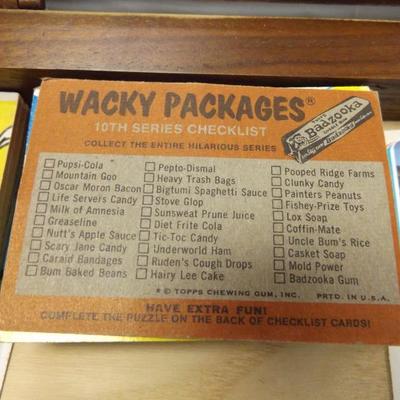 WACKY PACKAGES®
10TH SERIES CHECKLIST
COLLECT THE ENTIRE HILARIOUS SERIES
Badzooka
Pupsi-Cola
Mountain Goo
Oscar Moron Bacon
Life Servers Candy
Milk of Amnesia
Greaseline
Nutt's Apple Sauce
Scary Jane Candy
Caraid Bandages
Bum Baked Beans
Pepto-Dismal
Heavy Trash Bags
Bigtumi Spaghetti Sauce
Stove Glop
Sunsweat Prune Juice
Diet Frite Cola
Tic-Toc Candy
Underworld Ham
Ruden's Cough Drops
Hairy Lee Cake
Pooped Ridge Farms
Clunky Candy
Painters Peanuts
Fishey-Prize Toys
Lox Soap
Coffin-Mate
Uncle Bum's Rice
Casket Soap
Mold Power
Badzooka Gum
* © TOPPS CHEWING GUM, INC. PRTD. IN U.S.A.
HAVE EXTRA FUN!
COMPLETE THE PUZZLE ON THE BACK OF CHECKLIST CARDS!